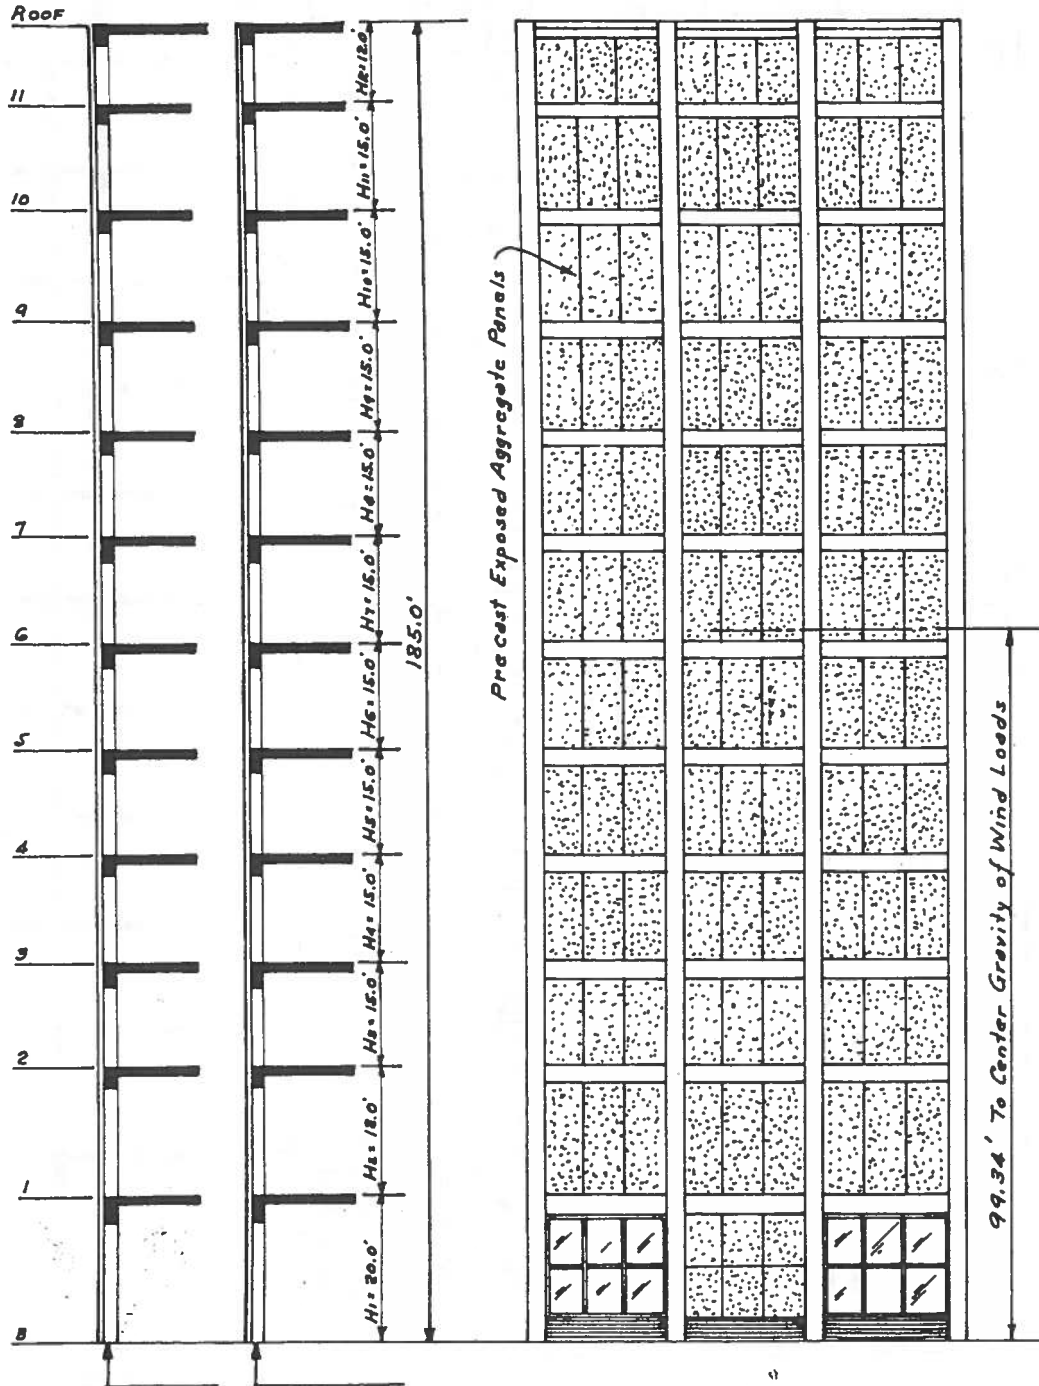 ROOF
11
10
9
8
7
6
5
4
3
2
1
B
HR=12.0'
H11=15.0'
H10=15.0'
H9=15.0'
H8=15.0'
H7=15.0'
H6=15.0'
H5=15.0'
H4=15.0'
H3=15.0'
H2=18.0'
H1=20.0'
185.0'
Precast Exposed Aggregate Panels
99.34' To Center Gravity of Wind Loads